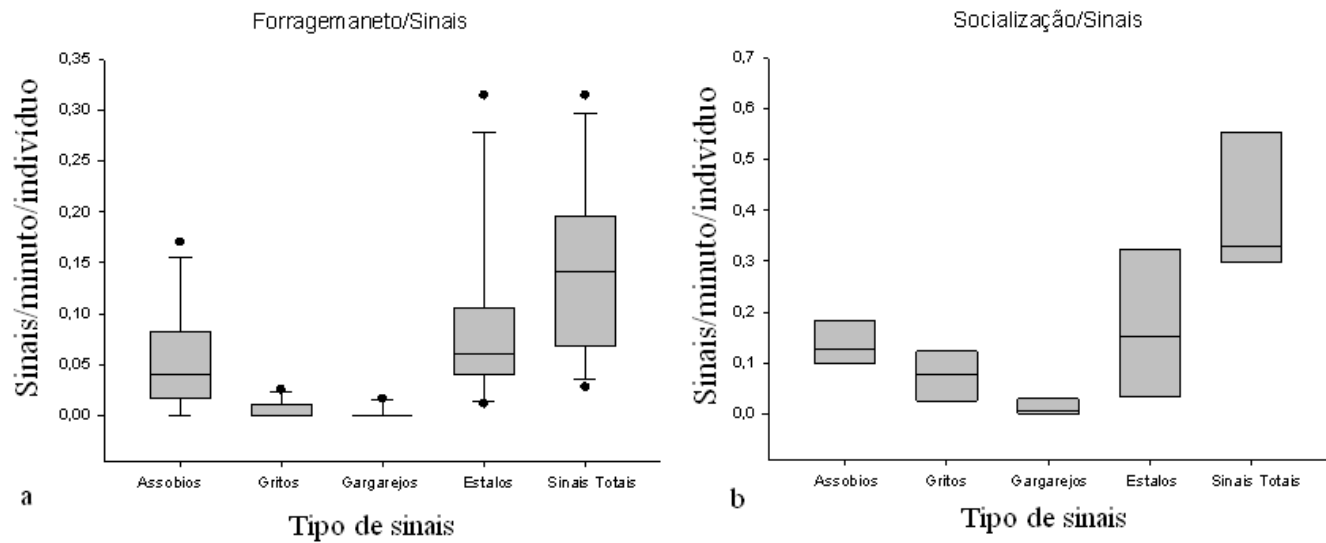 Forragemaneto/Sinais
Sinais/minuto/indivíduo
0,35
0,30
0,25
0,20
0,15
0,10
0,05
0,00
Assobios Gritos Gargarejos Estalos Sinais Totais
a
Tipo de sinais
Socialização/Sinais
Sinais/minuto/indivíduo
0,7
0,6
0,5
0,4
0,3
0,2
0,1
0,0
Assobios Gritos Gargarejos Estalos Sinais Totais
b
Tipo de sinais